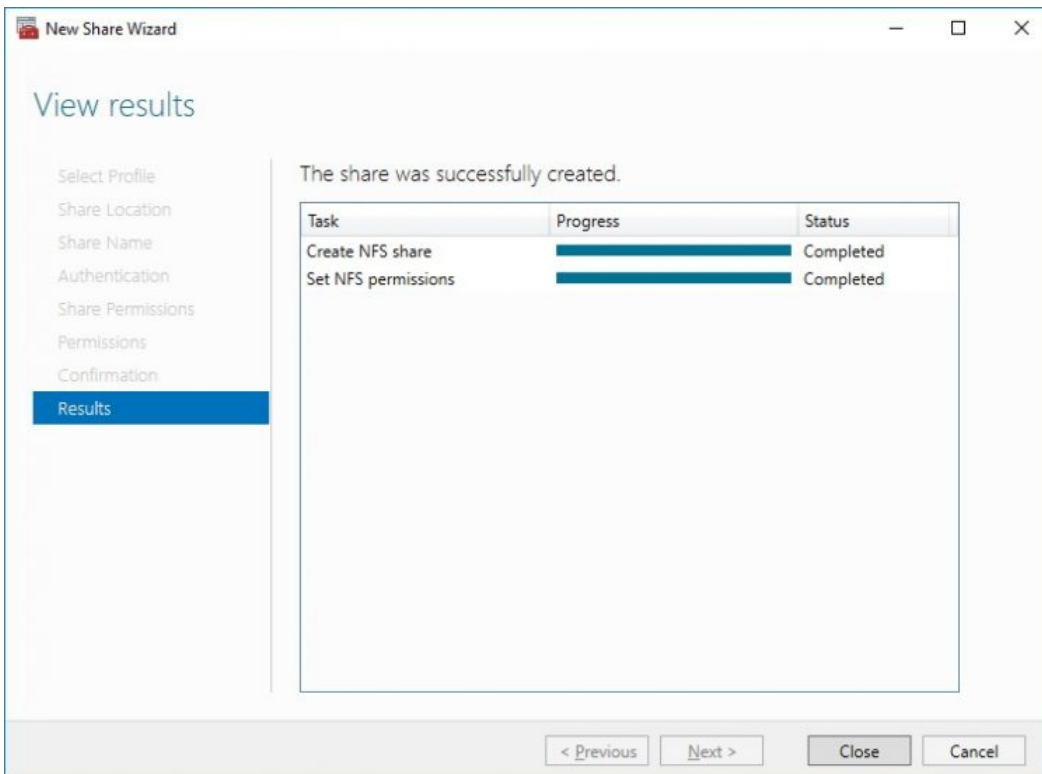 New Share Wizard
View results
Select Profile
Share Location
Share Name
Authentication
Share Permissions
Permissions
Confirmation
Results
The share was successfully created.
Task Progress Status
Create NFS share Completed
Set NFS permissions Completed
< Previous Next > Close Cancel